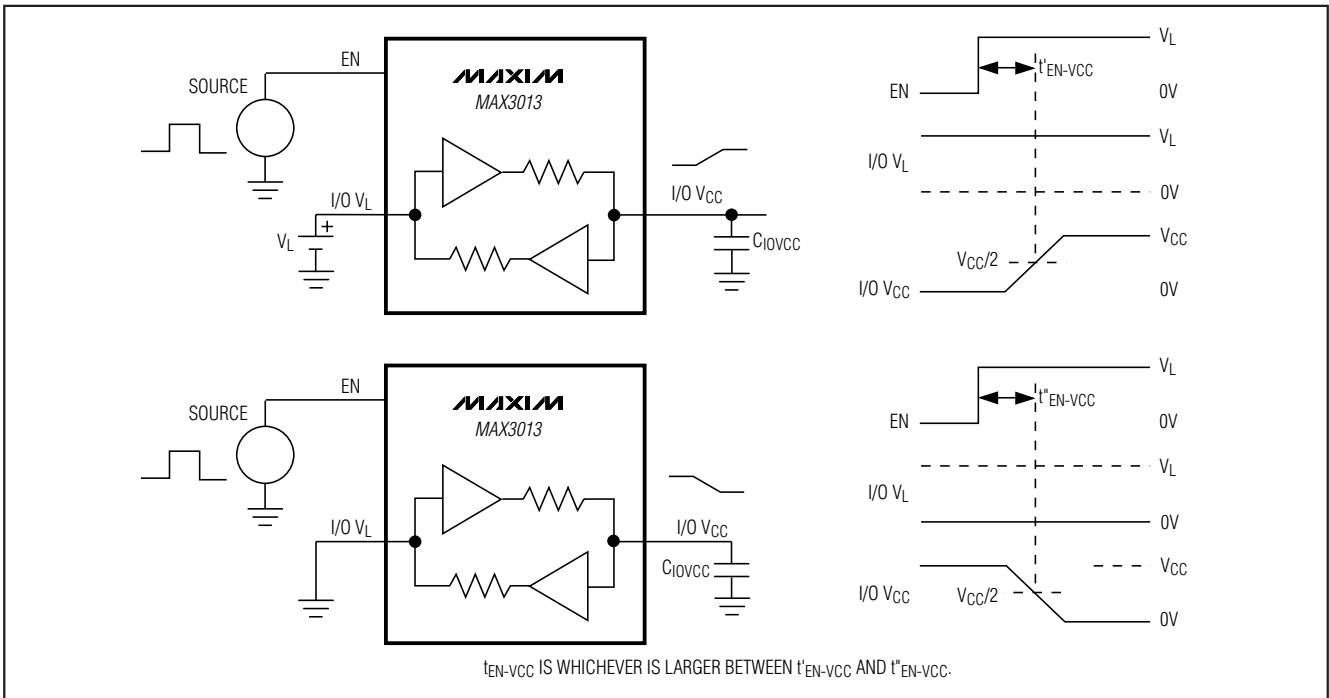 EN
SOURCE
MAXIM
MAX3013
I/O VL
VL
+
I/O VCC
CIOVCC
EN
VL
t'EN-VCC
0V
I/O VL
VL
0V
I/O VCC
VCC/2
VCC
0V
EN
SOURCE
MAXIM
MAX3013
I/O VL
I/O VCC
CIOVCC
EN
VL
t"EN-VCC
0V
I/O VL
VL
0V
I/O VCC
VCC/2
VCC
0V
tEN-VCC IS WHICHEVER IS LARGER BETWEEN t'EN-VCC AND t"EN-VCC.